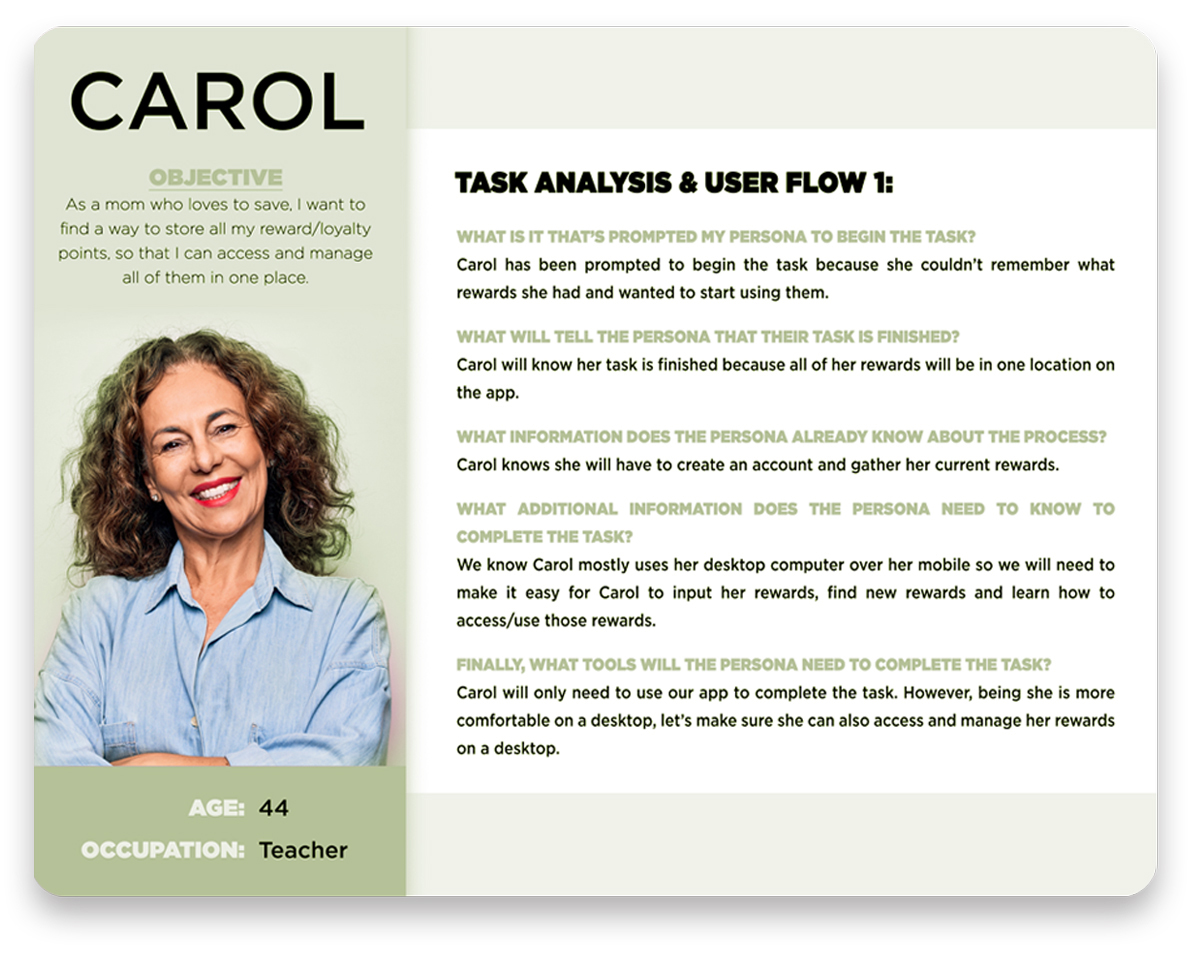 CAROL
OBJECTIVE
As a mom who loves to save, I want to
find a way to store all my reward/loyalty
points, so that I can access and manage
all of them in one place.
AGE: 44
OCCUPATION: Teacher
TASK ANALYSIS & USER FLOW 1:
WHAT IS IT THAT'S PROMPTED MY PERSONA TO BEGIN THE TASK?
Carol has been prompted to begin the task because she couldn't remember what
rewards she had and wanted to start using them.
WHAT WILL TELL THE PERSONA THAT THEIR TASK IS FINISHED?
Carol will know her task is finished because all of her rewards will be in one location on
the app.
WHAT INFORMATION DOES THE PERSONA ALREADY KNOW ABOUT THE PROCESS?
Carol knows she will have to create an account and gather her current rewards.
WHAT ADDITIONAL INFORMATION DOES THE PERSONA NEED TO KNOW TO
COMPLETE THE TASK?
We know Carol mostly uses her desktop computer over her mobile so we will need to
make it easy for Carol to input her rewards, find new rewards and learn how to
access/use those rewards.
FINALLY, WHAT TOOLS WILL THE PERSONA NEED TO COMPLETE THE TASK?
Carol will only need to use our app to complete the task. However, being she is more
comfortable on a desktop, let's make sure she can also access and manage her rewards
on a desktop.